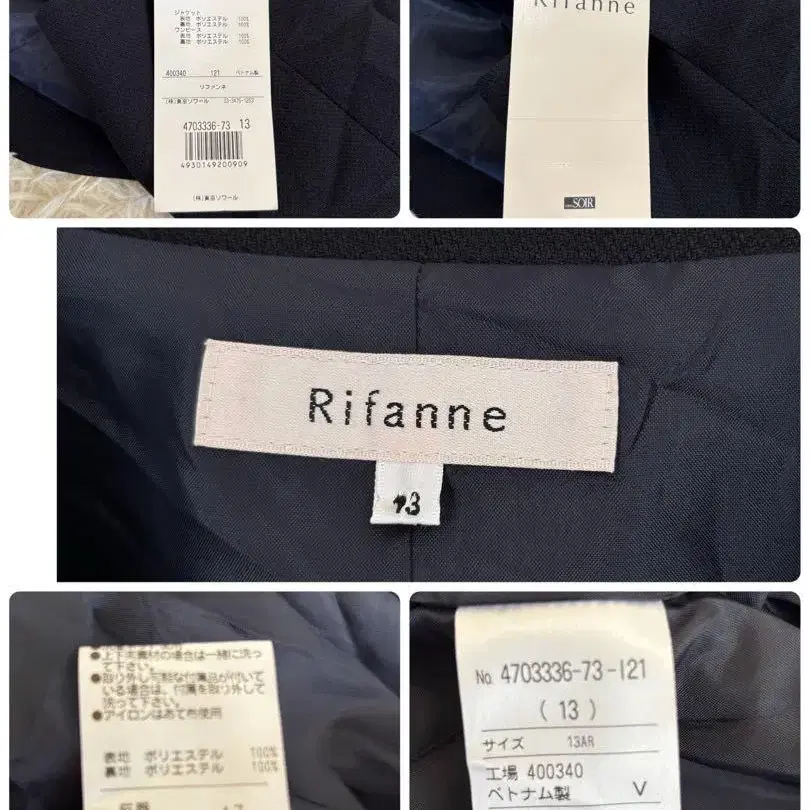 ジャケット
表地 ポリエステル 100%
裏地 ポリエステル 100%
ワンピース
表地 ポリエステル 100%
裏地 ポリエステル 100%
400340 121 ベトナム製
リファンネ
(株)東京ソワール
4703336-73 13
4930149200909
(株)東京ソワール
Rifanne
SOIR
Rifanne
13
●上下共素材の場合は一緒に洗っ
て下さい。
●取り外し可能な付属品が付いて
いる場合は、付属を取り外して
洗って下さい。
●アイロンはあて布使用
表地 ポリエステル 100%
裏地 ポリエステル 100%
No. 4703336-73-121
(13)
サイズ 13AR
工場 400340
ベトナム製 V